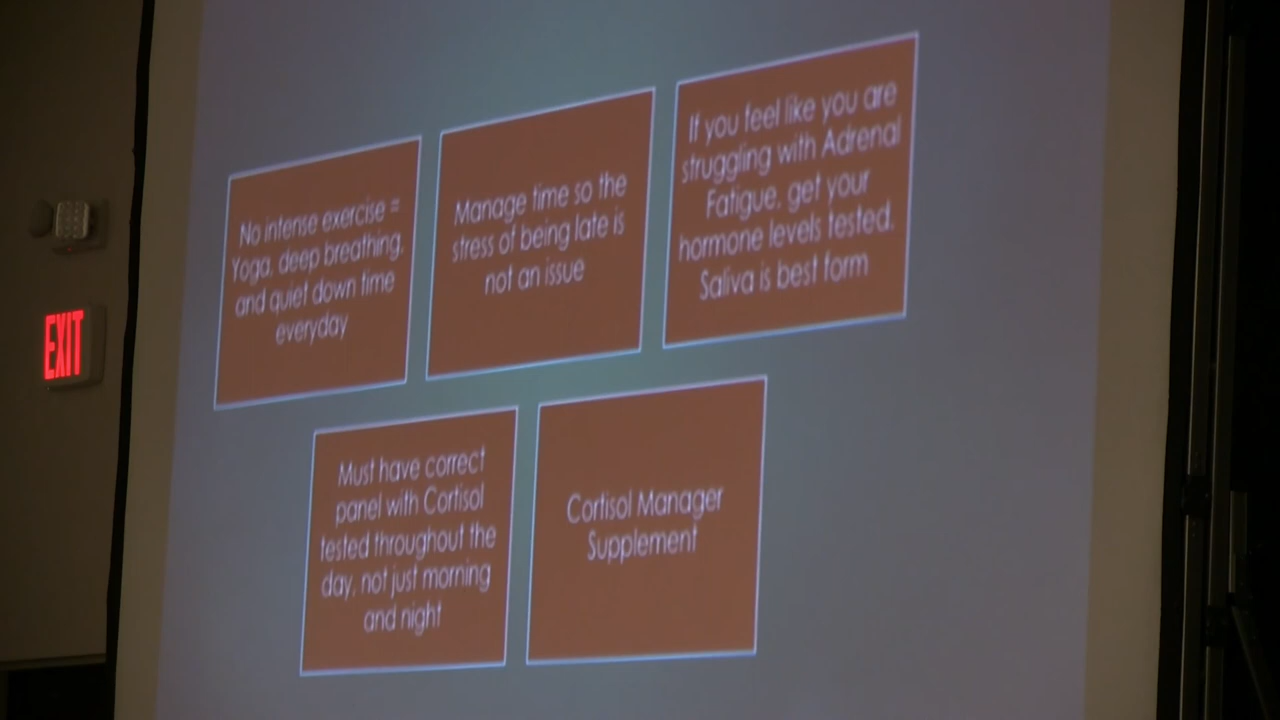 No intense exercise =
Yoga, deep breathing,
and quiet down time
everyday
Manage time so the
stress of being late is
not an issue
If you feel like you are
struggling with Adrenal
Fatigue, get your
hormone levels tested.
Saliva is best form
Must have correct
panel with Cortisol
tested throughout the
day, not just morning
and night
Cortisol Manager
Supplement
EXIT